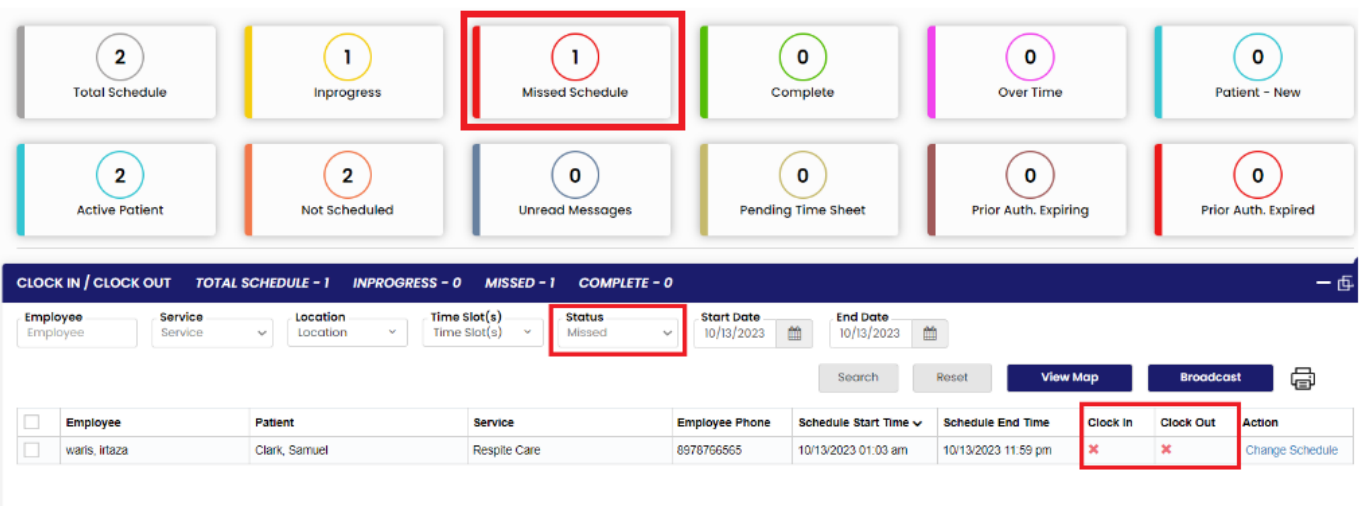 2 1 1 0 0 0
Total Schedule Inprogress Missed Schedule Complete Over Time Patient - New
2 2 0 0 0 0
Active Patient Not Scheduled Unread Messages Pending Time Sheet Prior Auth. Expiring Prior Auth. Expired
CLOCK IN / CLOCK OUT TOTAL SCHEDULE - 1 INPROGRESS - 0 MISSED - 1 COMPLETE - 0
Employee Service Location Time Slot(s) Status Start Date End Date
Employee Service Location Time Slot(s) Missed 10/13/2023 10/13/2023
Search Reset View Map Broadcast
Employee Patient Service Employee Phone Schedule Start Time Schedule End Time Clock In Clock Out Action
waris, irtaza Clark, Samuel Respite Care 8978766565 10/13/2023 01:03 am 10/13/2023 11:59 pm Change Schedule